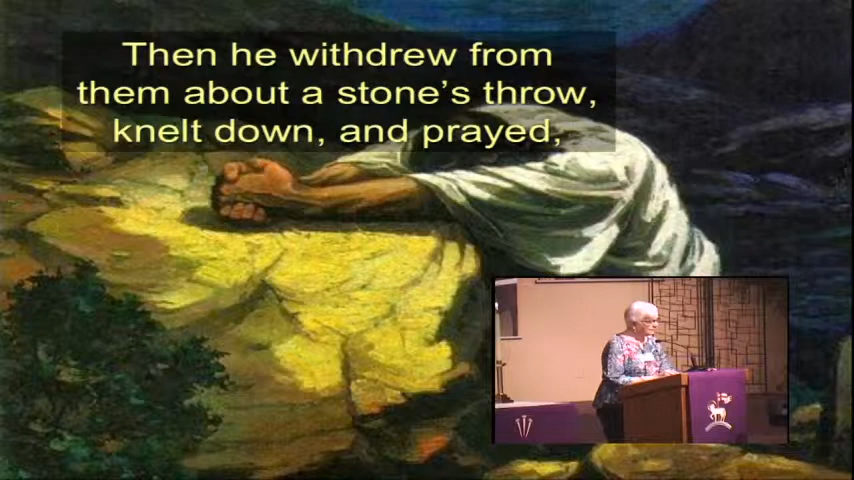 Then he withdrew from
them about a stone's throw,
knelt down, and prayed,